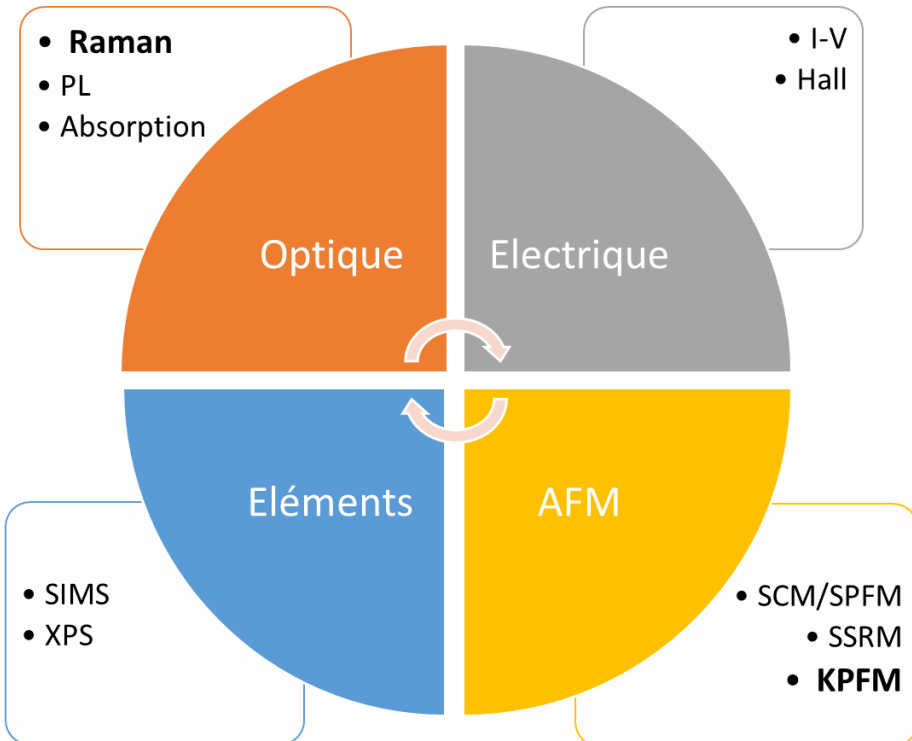 • Raman
• PL
• Absorption
• I-V
• Hall
Optique
Electrique
Eléments
AFM
• SIMS
• XPS
• SCM/SPFM
• SSRM
• KPFM